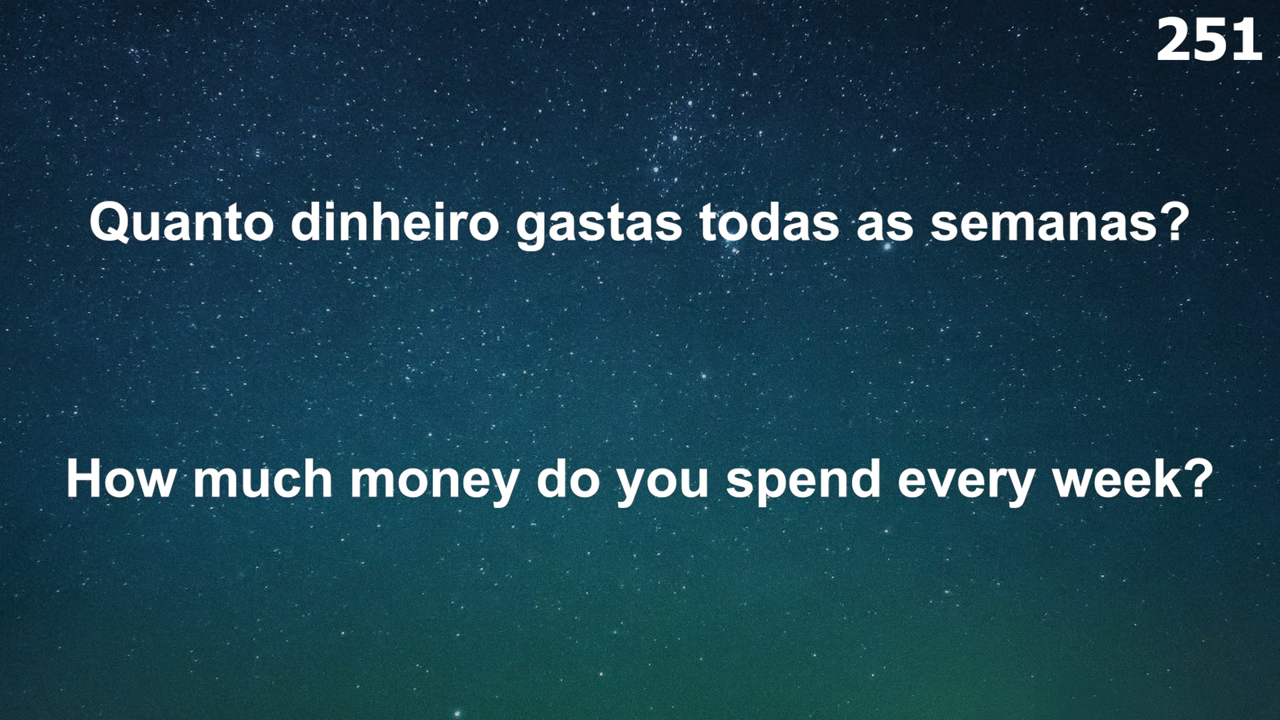 251
Quanto dinheiro gastas todas as semanas?
How much money do you spend every week?